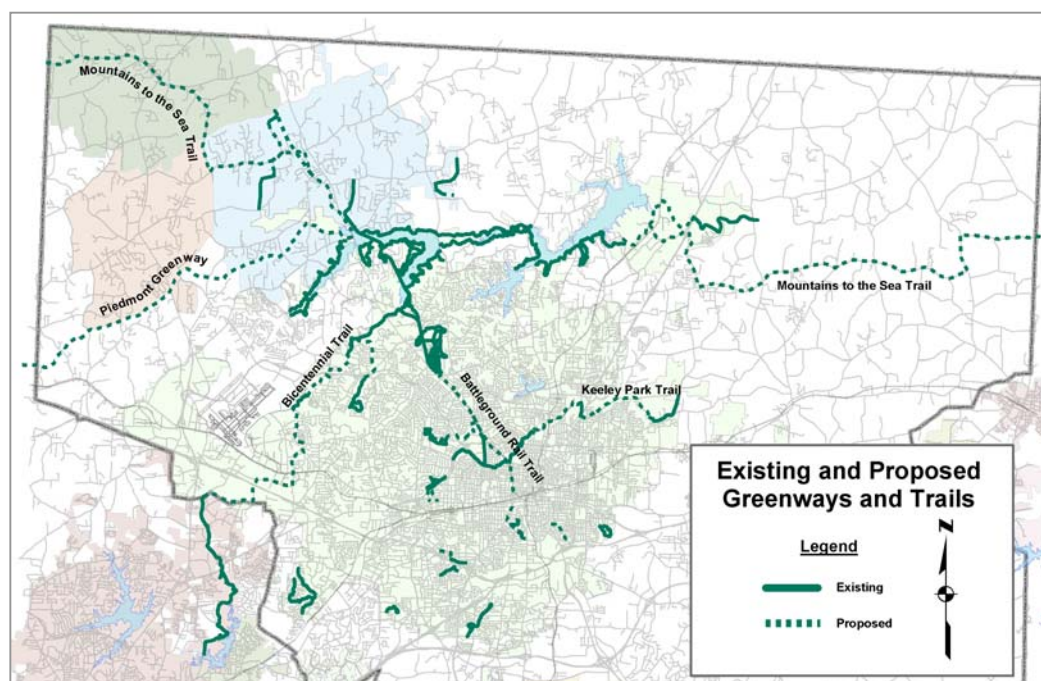 Mountains to the Sea Trail
Piedmont Greenway
Bicentennial Trail
Battleground Rail Trail
Keeley Park Trail
Mountains to the Sea Trail
Existing and Proposed
Greenways and Trails
Legend
Existing
Proposed
N